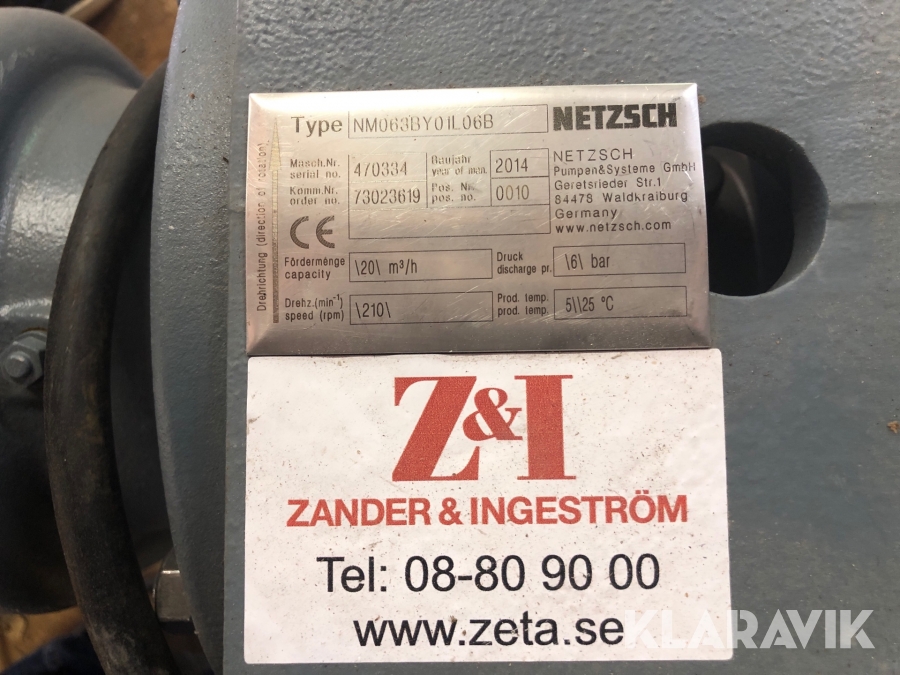 Type NM063BY01L06B NETZSCH
Masch.Nr. serial no. 470334 Baujahr year of man. 2014
Komm.Nr. order no. 73023619 Pos. Nr. pos. no. 0010
NETZSCH
Pumpen&Systeme GmbH
Geretsrieder Str.1
84478 Waldkraiburg
Germany
www.netzsch.com
CE
Fördermenge capacity \20\ m³/h Druck discharge pr. \6\ bar
Drehz.(min⁻¹) speed (rpm) \210\ Prod. temp. prod. temp. 5\\25 °C
Drehrichtung (direction of rotation)
Z&I
ZANDER & INGESTRÖM
Tel: 08-80 90 00
www.zeta.se
KLARAVIK